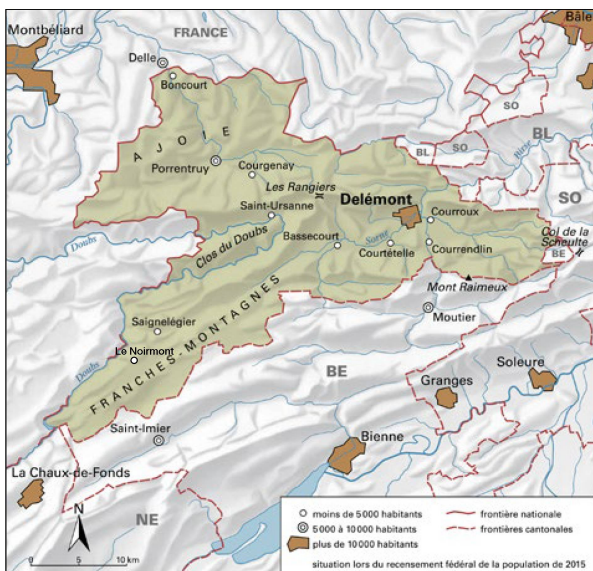 Montbéliard
FRANCE
Bâle
Delle
Boncourt
SO
AJOIE
BL
SO
BL
Birse
Porrentruy
Courgenay
Les Rangiers
Delémont
SO
Saint-Ursanne
Courroux
Col de la
Scheulte
Doubs
Clos du Doubs
Bassecourt
Sorne
Courtételle
Courrendlin
BE
Mont Raimeux
Moutier
Saignelégier
FRANCHES-MONTAGNES
Le Noirmont
Doubs
BE
Soleure
Granges
Saint-Imier
Bienne
La Chaux-de-Fonds
N
NE
0 5 10 km
moins de 5000 habitants
frontière nationale
5000 à 10000 habitants
frontières cantonales
plus de 10000 habitants
situation lors du recensement fédéral de la population de 2015